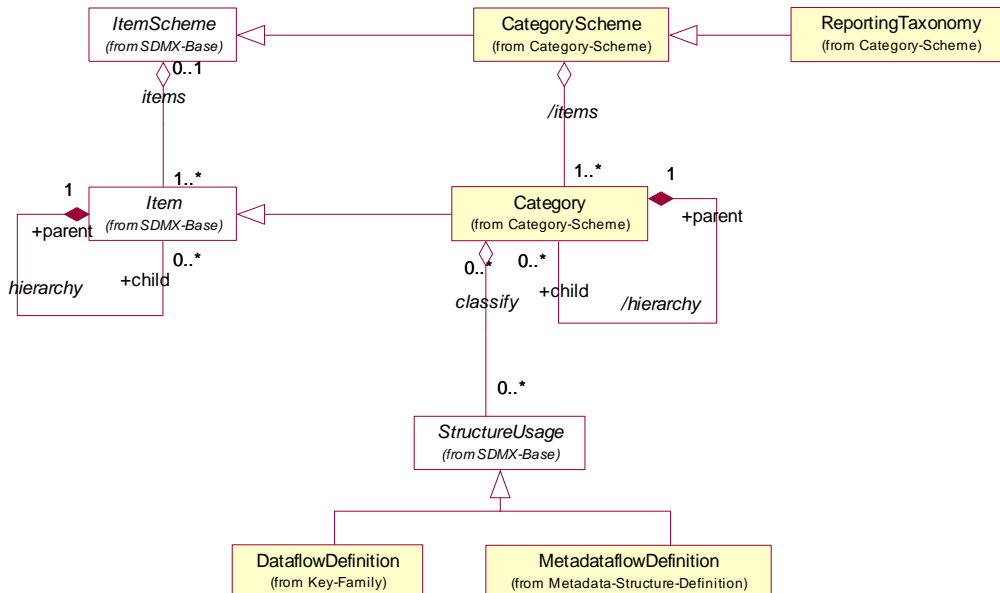 ItemScheme
(from SDMX-Base)
CategoryScheme
(from Category-Scheme)
ReportingTaxonomy
(from Category-Scheme)
0..1
items
/items
1..*
1..*
1
Item
(from SDMX-Base)
+parent
0..*
+child
hierarchy
Category
(from Category-Scheme)
1
+parent
0..*
classify
0..*
+child
/hierarchy
0..*
StructureUsage
(from SDMX-Base)
DataflowDefinition
(from Key-Family)
MetadataflowDefinition
(from Metadata-Structure-Definition)